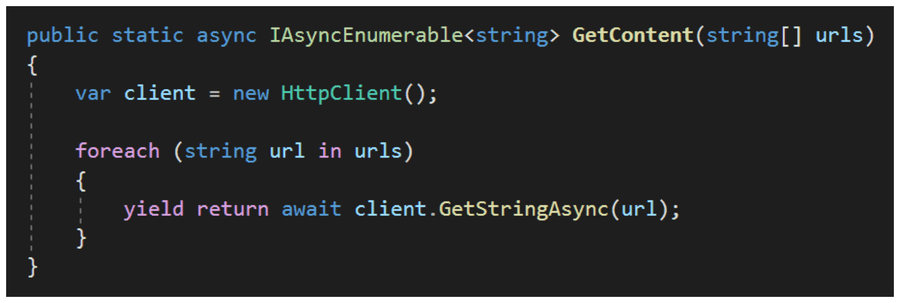 public static async IAsyncEnumerable<string> GetContent(string[] urls)
{
    var client = new HttpClient();

    foreach (string url in urls)
    {
        yield return await client.GetStringAsync(url);
    }
}